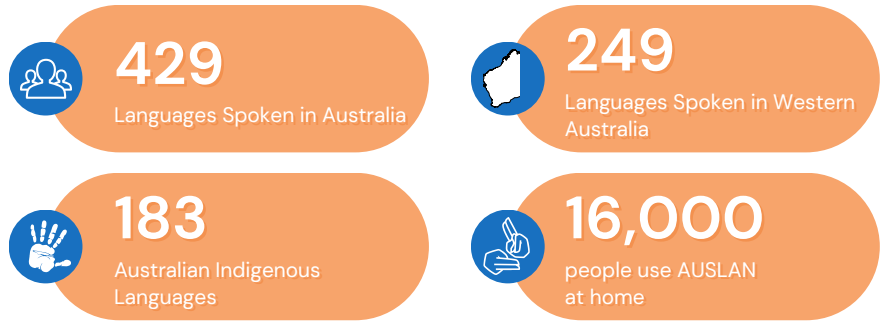 429
Languages Spoken in Australia
249
Languages Spoken in Western
Australia
183
Australian Indigenous
Languages
16,000
people use AUSLAN
at home